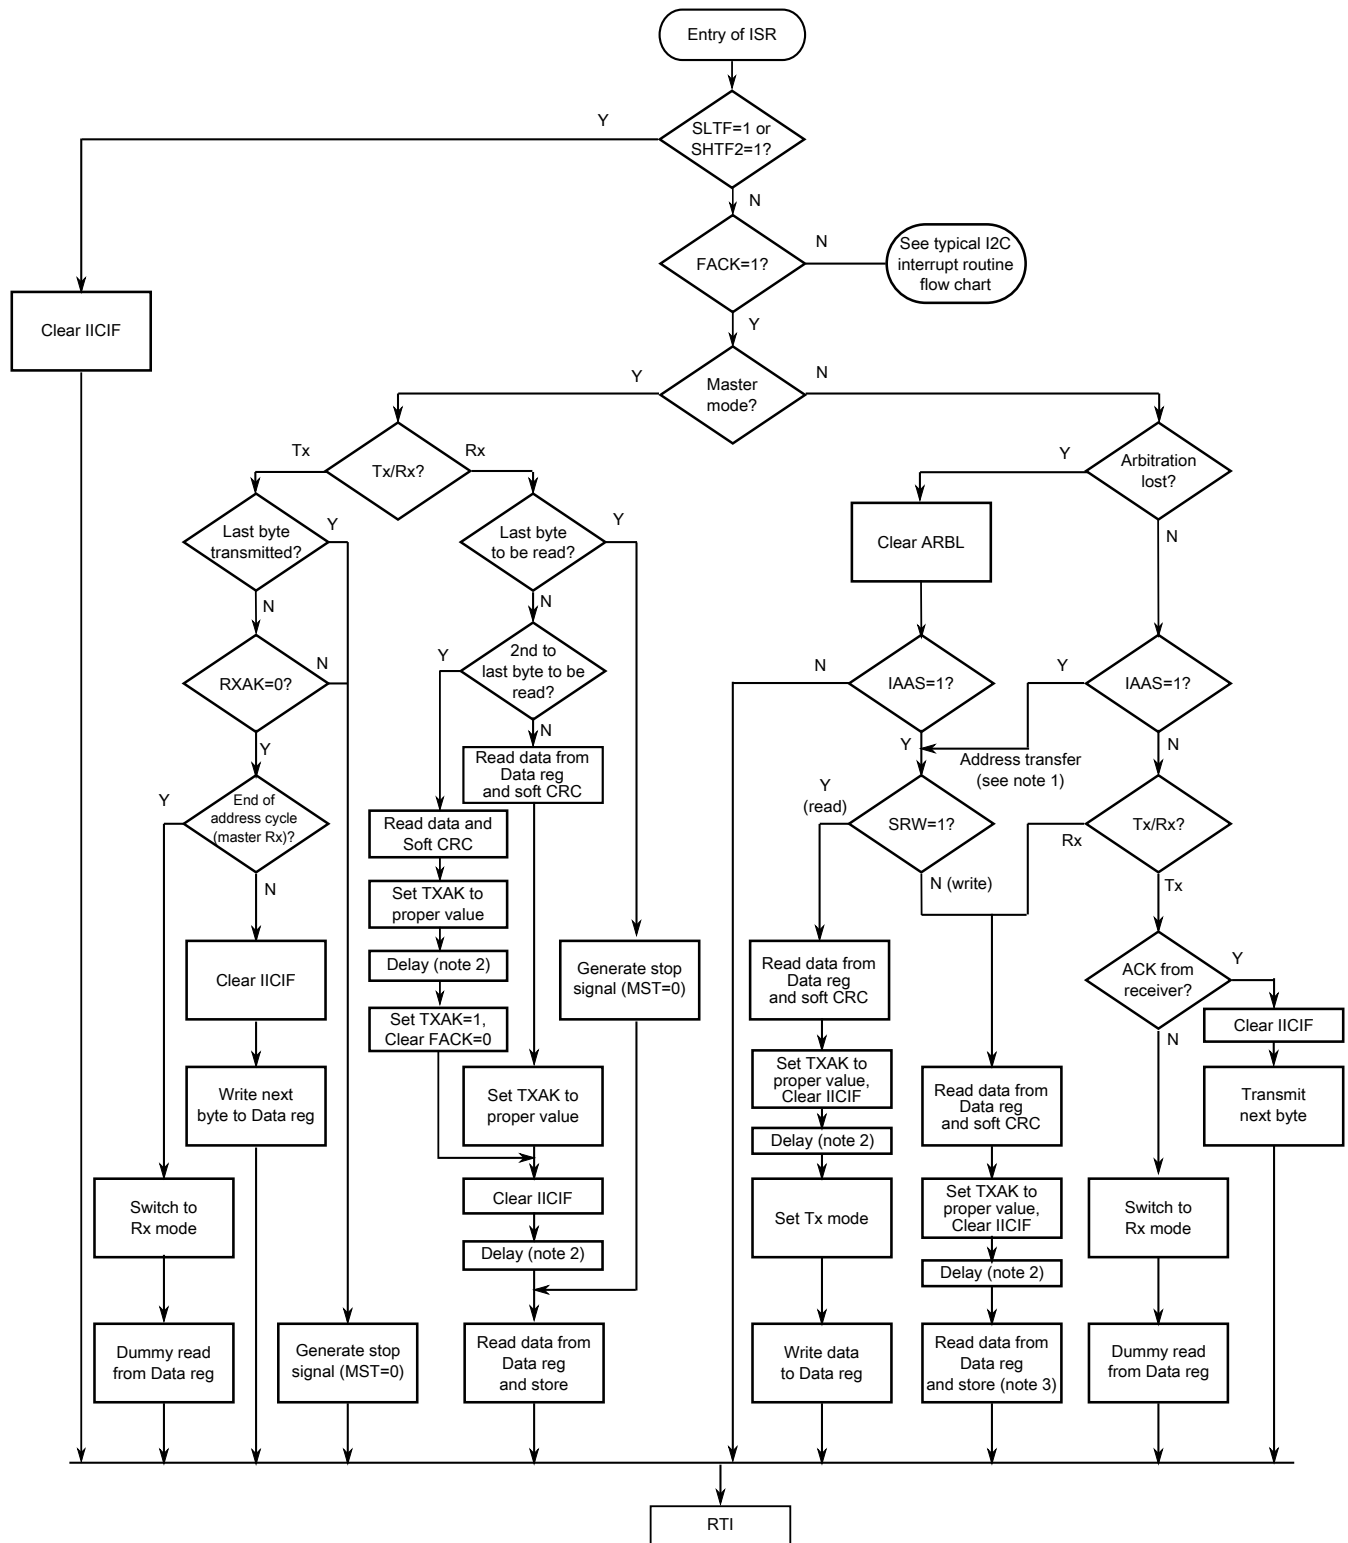 Entry of ISR
Y
SLTF=1 or
SHTF2=1?
N
FACK=1?
N
See typical I2C
interrupt routine
flow chart
Y
Clear IICIF
Y
Master
mode?
N
Tx
Tx/Rx?
Rx
Y
Arbitration
lost?
Last byte
transmitted?
Y
Last byte
to be read?
Y
Clear ARBL
N
N
N
RXAK=0?
N
Y
2nd to
last byte to be
read?
N
IAAS=1?
Y
IAAS=1?
Y
N
Y
N
Address transfer
(see note 1)
Read data from
Data reg
and soft CRC
Y
End of
address cycle
(master Rx)?
Read data and
Soft CRC
Y
(read)
SRW=1?
Rx
Tx/Rx?
N
N (write)
Tx
Set TXAK to
proper value
Clear IICIF
Delay (note 2)
Generate stop
signal (MST=0)
Read data from
Data reg
and soft CRC
ACK from
receiver?
Y
Set TXAK=1,
Clear FACK=0
Clear IICIF
N
Write next
byte to Data reg
Set TXAK to
proper value
Set TXAK to
proper value,
Clear IICIF
Read data from
Data reg
and soft CRC
Transmit
next byte
Delay (note 2)
Switch to
Rx mode
Clear IICIF
Set Tx mode
Set TXAK to
proper value,
Clear IICIF
Switch to
Rx mode
Delay (note 2)
Delay (note 2)
Dummy read
from Data reg
Generate stop
signal (MST=0)
Read data from
Data reg
and store
Write data
to Data reg
Read data from
Data reg
and store (note 3)
Dummy read
from Data reg
RTI